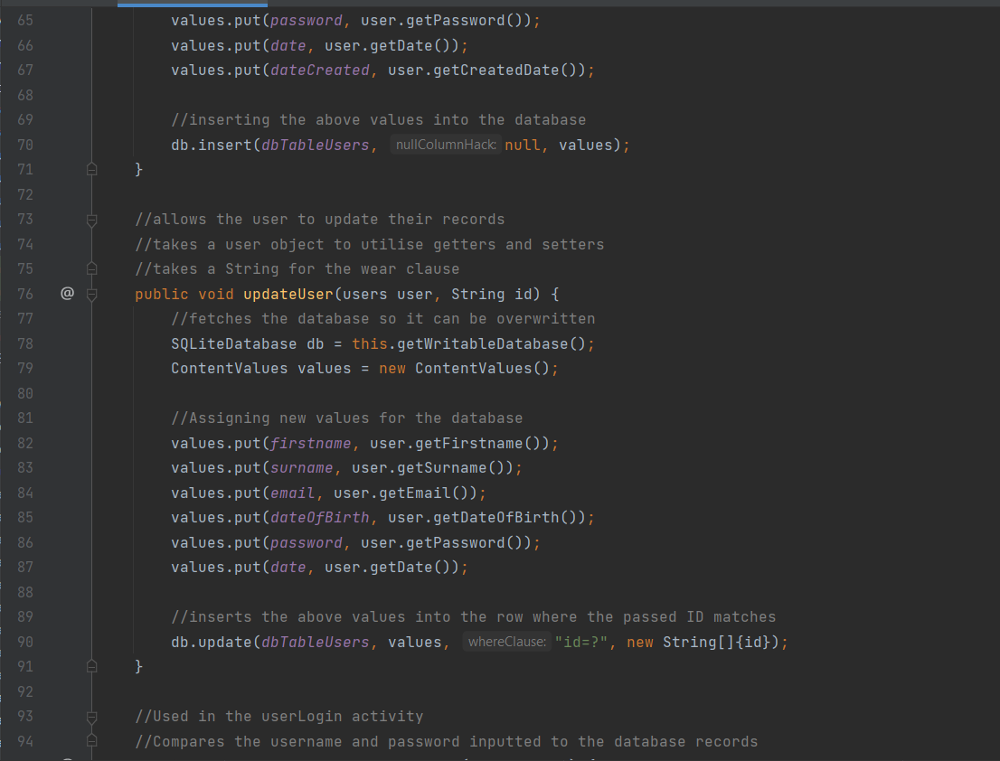 65 values.put(password, user.getPassword());
66 values.put(date, user.getDate());
67 values.put(dateCreated, user.getCreatedDate());
68
69 //inserting the above values into the database
70 db.insert(dbTableUsers, nullColumnHack: null, values);
71 }
72
73 //allows the user to update their records
74 //takes a user object to utilise getters and setters
75 //takes a String for the wear clause
76 @ public void updateUser(users user, String id) {
77 //fetches the database so it can be overwritten
78 SQLiteDatabase db = this.getWritableDatabase();
79 ContentValues values = new ContentValues();
80
81 //Assigning new values for the database
82 values.put(firstname, user.getFirstname());
83 values.put(surname, user.getSurname());
84 values.put(email, user.getEmail());
85 values.put(dateOfBirth, user.getDateOfBirth());
86 values.put(password, user.getPassword());
87 values.put(date, user.getDate());
88
89 //inserts the above values into the row where the passed ID matches
90 db.update(dbTableUsers, values, whereClause: "id=?", new String[]{id});
91 }
92
93 //Used in the userLogin activity
94 //Compares the username and password inputted to the database records